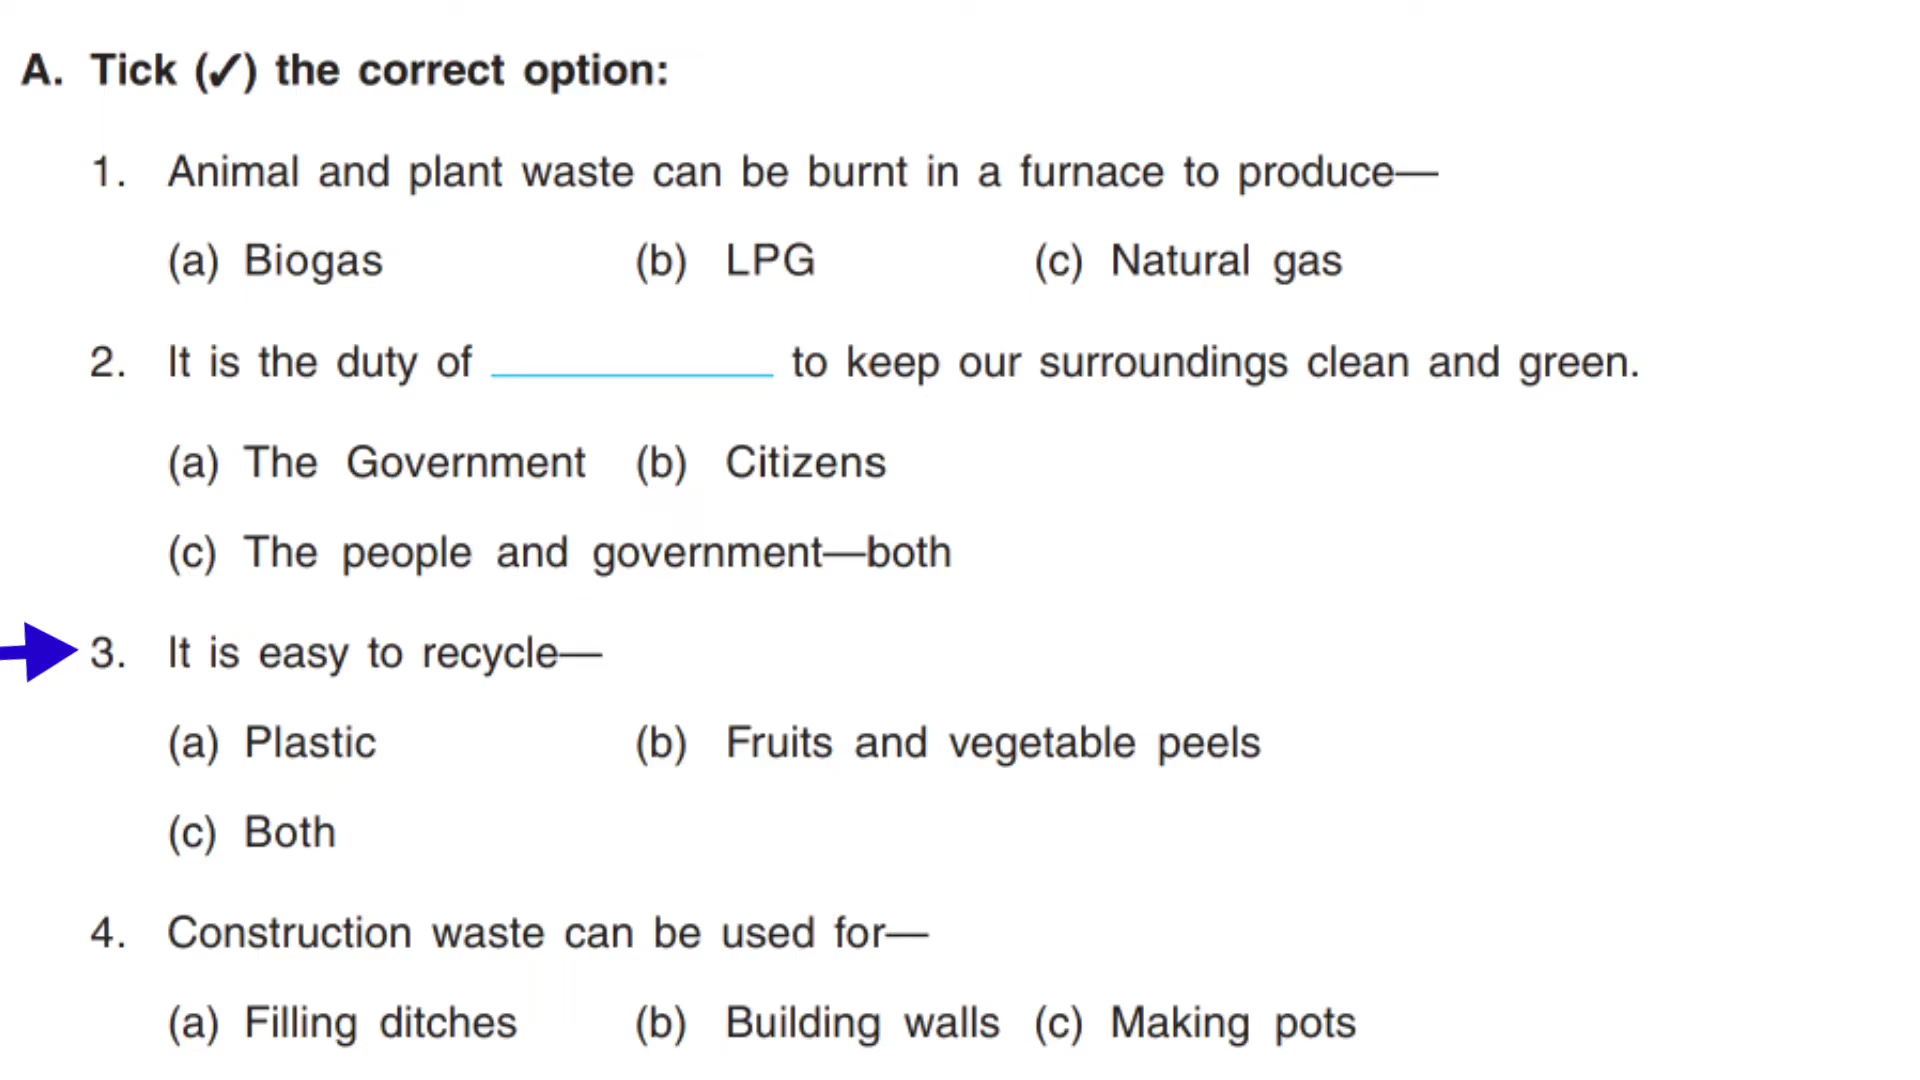 A. Tick (✓) the correct option:
1. Animal and plant waste can be burnt in a furnace to produce—
(a) Biogas (b) LPG (c) Natural gas
2. It is the duty of ____________ to keep our surroundings clean and green.
(a) The Government (b) Citizens
(c) The people and government—both
3. It is easy to recycle—
(a) Plastic (b) Fruits and vegetable peels
(c) Both
4. Construction waste can be used for—
(a) Filling ditches (b) Building walls (c) Making pots